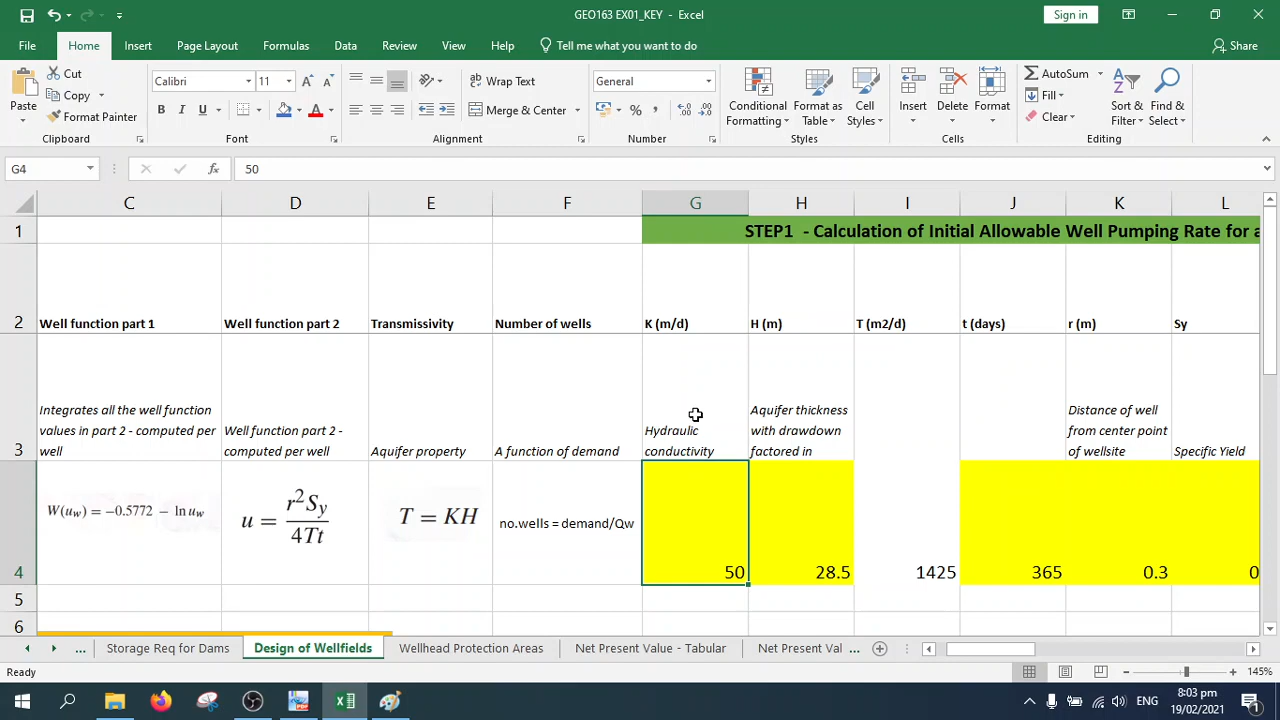 GEO163 EX01_KEY - Excel
Sign in
File Home Insert Page Layout Formulas Data Review View Help Tell me what you want to do Share
Paste
Cut
Copy
Format Painter
Clipboard
Calibri 11
B I U
Font
Wrap Text
Merge & Center
Alignment
General
Number
Conditional Formatting
Format as Table
Cell Styles
Styles
Insert Delete Format
Cells
AutoSum
Fill
Clear
Sort & Filter
Find & Select
Editing
G4 fx 50
C D E F G H I J K L
1 STEP1 - Calculation of Initial Allowable Well Pumping Rate for a
2 Well function part 1 Well function part 2 Transmissivity Number of wells K (m/d) H (m) T (m2/d) t (days) r (m) Sy
3 Integrates all the well function values in part 2 - computed per well
Well function part 2 - computed per well
Aquifer property
A function of demand
Hydraulic conductivity
Aquifer thickness with drawdown factored in
Distance of well from center point of wellsite
Specific Yield
4 W(u_w) = −0.5772 − ln u_w
u = r²S_y / 4Tt
T = KH
no.wells = demand/Qw
50 28.5 1425 365 0.3 0
5
6
... Storage Req for Dams Design of Wellfields Wellhead Protection Areas Net Present Value - Tabular Net Present Val ...
Ready 145%
ENG
8:03 pm
19/02/2021
1